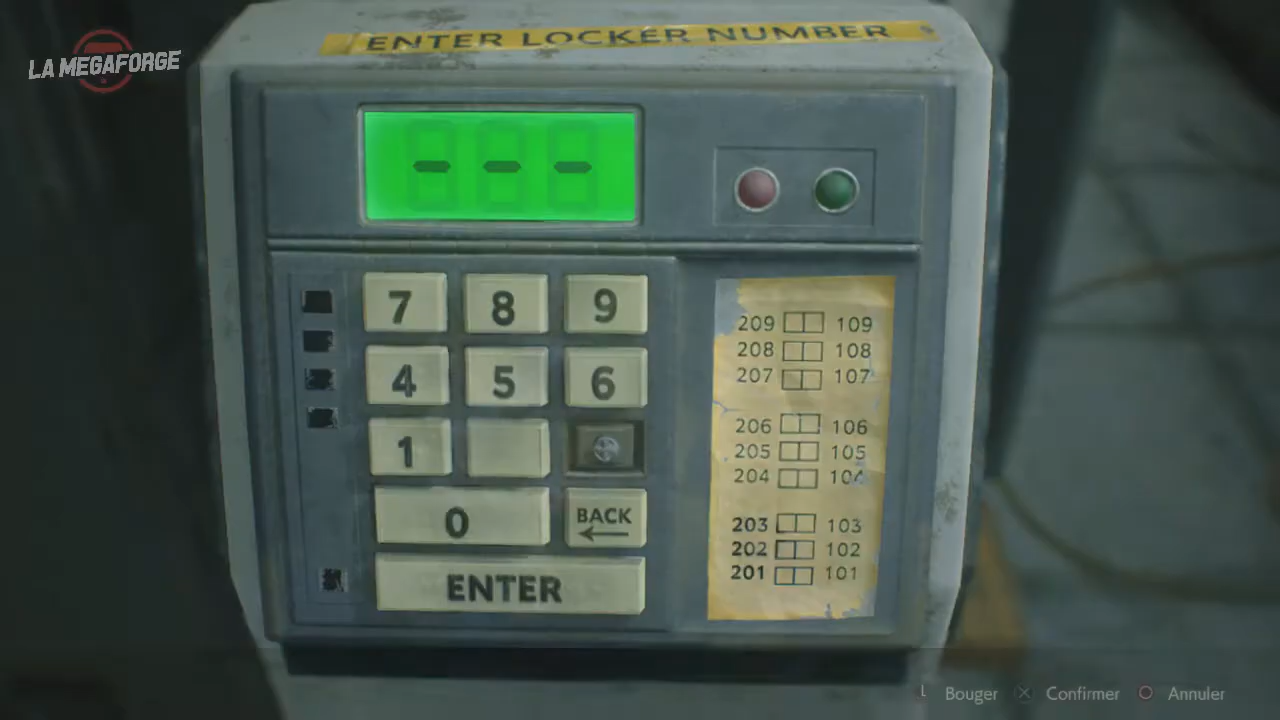 LA MEGAFORGE
ENTER LOCKER NUMBER
7 8 9
4 5 6
1
0 BACK
ENTER
209 109
208 108
207 107
206 106
205 105
204 104
203 103
202 102
201 101
L Bouger Confirmer Annuler